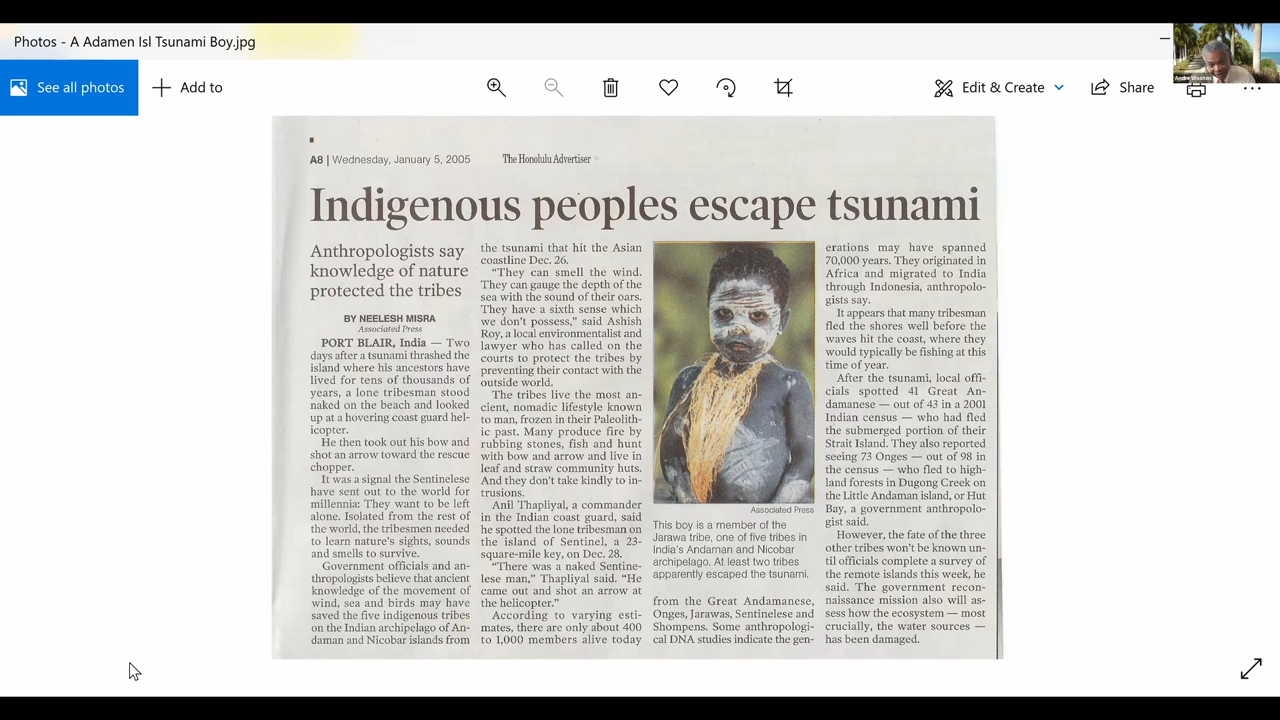 Photos - A Adamen Isl Tsunami Boy.jpg
See all photos
Add to
Edit & Create
Share
Andre Wooten
A8 | Wednesday, January 5, 2005
The Honolulu Advertiser
Indigenous peoples escape tsunami
Anthropologists say
knowledge of nature
protected the tribes
BY NEELESH MISRA
Associated Press
PORT BLAIR, India — Two
days after a tsunami thrashed the
island where his ancestors have
lived for tens of thousands of
years, a lone tribesman stood
naked on the beach and looked
up at a hovering coast guard hel-
icopter.
He then took out his bow and
shot an arrow toward the rescue
chopper.
It was a signal the Sentinelese
have sent out to the world for
millennia: They want to be left
alone. Isolated from the rest of
the world, the tribesmen needed
to learn nature's sights, sounds
and smells to survive.
Government officials and an-
thropologists believe that ancient
knowledge of the movement of
wind, sea and birds may have
saved the five indigenous tribes
on the Indian archipelago of An-
daman and Nicobar islands from
the tsunami that hit the Asian
coastline Dec. 26.
"They can smell the wind.
They can gauge the depth of the
sea with the sound of their oars.
They have a sixth sense which
we don't possess," said Ashish
Roy, a local environmentalist and
lawyer who has called on the
courts to protect the tribes by
preventing their contact with the
outside world.
The tribes live the most an-
cient, nomadic lifestyle known
to man, frozen in their Paleolith-
ic past. Many produce fire by
rubbing stones, fish and hunt
with bow and arrow and live in
leaf and straw community huts.
And they don't take kindly to in-
trusions.
Anil Thapliyal, a commander
in the Indian coast guard, said
he spotted the lone tribesman on
the island of Sentinel, a 23-
square-mile key, on Dec. 28.
"There was a naked Sentine-
lese man," Thapliyal said. "He
came out and shot an arrow at
the helicopter."
According to varying esti-
mates, there are only about 400
to 1,000 members alive today
Associated Press
This boy is a member of the
Jarawa tribe, one of five tribes in
India's Andaman and Nicobar
archipelago. At least two tribes
apparently escaped the tsunami.
from the Great Andamanese,
Onges, Jarawas, Sentinelese and
Shompens. Some anthropologi-
cal DNA studies indicate the gen-
erations may have spanned
70,000 years. They originated in
Africa and migrated to India
through Indonesia, anthropolo-
gists say.
It appears that many tribesman
fled the shores well before the
waves hit the coast, where they
would typically be fishing at this
time of year.
After the tsunami, local offi-
cials spotted 41 Great An-
damanese — out of 43 in a 2001
Indian census — who had fled
the submerged portion of their
Strait Island. They also reported
seeing 73 Onges — out of 98 in
the census — who fled to high-
land forests in Dugong Creek on
the Little Andaman island, or Hut
Bay, a government anthropolo-
gist said.
However, the fate of the three
other tribes won't be known un-
til officials complete a survey of
the remote islands this week, he
said. The government recon-
naissance mission also will as-
sess how the ecosystem — most
crucially, the water sources —
has been damaged.